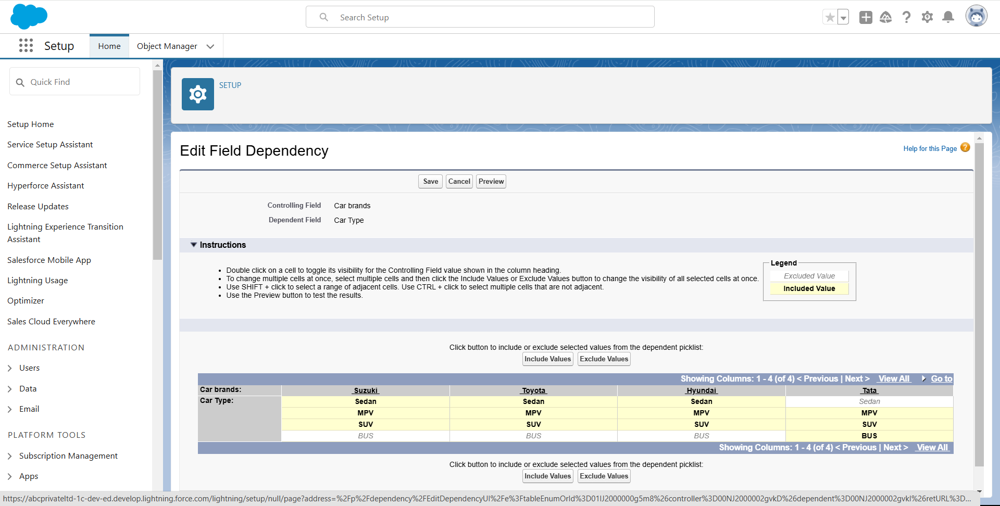 Search Setup
Setup
Home
Object Manager
Quick Find
Setup Home
Service Setup Assistant
Commerce Setup Assistant
Hyperforce Assistant
Release Updates
Lightning Experience Transition
Assistant
Salesforce Mobile App
Lightning Usage
Optimizer
Sales Cloud Everywhere
ADMINISTRATION
Users
Data
Email
PLATFORM TOOLS
Subscription Management
Apps
SETUP
Edit Field Dependency
Help for this Page ?
Save Cancel Preview
Controlling Field Car brands
Dependent Field Car Type
Instructions
• Double click on a cell to toggle its visibility for the Controlling Field value shown in the column heading.
• To change multiple cells at once, select multiple cells and then click the Include Values or Exclude Values button to change the visibility of all selected cells at once.
• Use SHIFT + click to select a range of adjacent cells. Use CTRL + click to select multiple cells that are not adjacent.
• Use the Preview button to test the results.
Legend
Excluded Value
Included Value
Click button to include or exclude selected values from the dependent picklist:
Include Values Exclude Values
Showing Columns: 1 - 4 (of 4) < Previous | Next > View All Go to
Car brands: Suzuki Toyota Hyundai Tata
Car Type: Sedan Sedan Sedan Sedan
MPV MPV MPV MPV
SUV SUV SUV SUV
BUS BUS BUS BUS
Showing Columns: 1 - 4 (of 4) < Previous | Next > View All
Click button to include or exclude selected values from the dependent picklist:
Include Values Exclude Values
https://abcprivateltd-1c-dev-ed.develop.lightning.force.com/lightning/setup/null/page?address=%2Fp%2Fdependency%2FEditDependencyUI%2Fe%3FtableEnumOrId%3D01IJ2000000g5m8%26controller%3D00NJ2000002gvkD%26dependent%3D00NJ2000002gvkI%26retURL%3D...